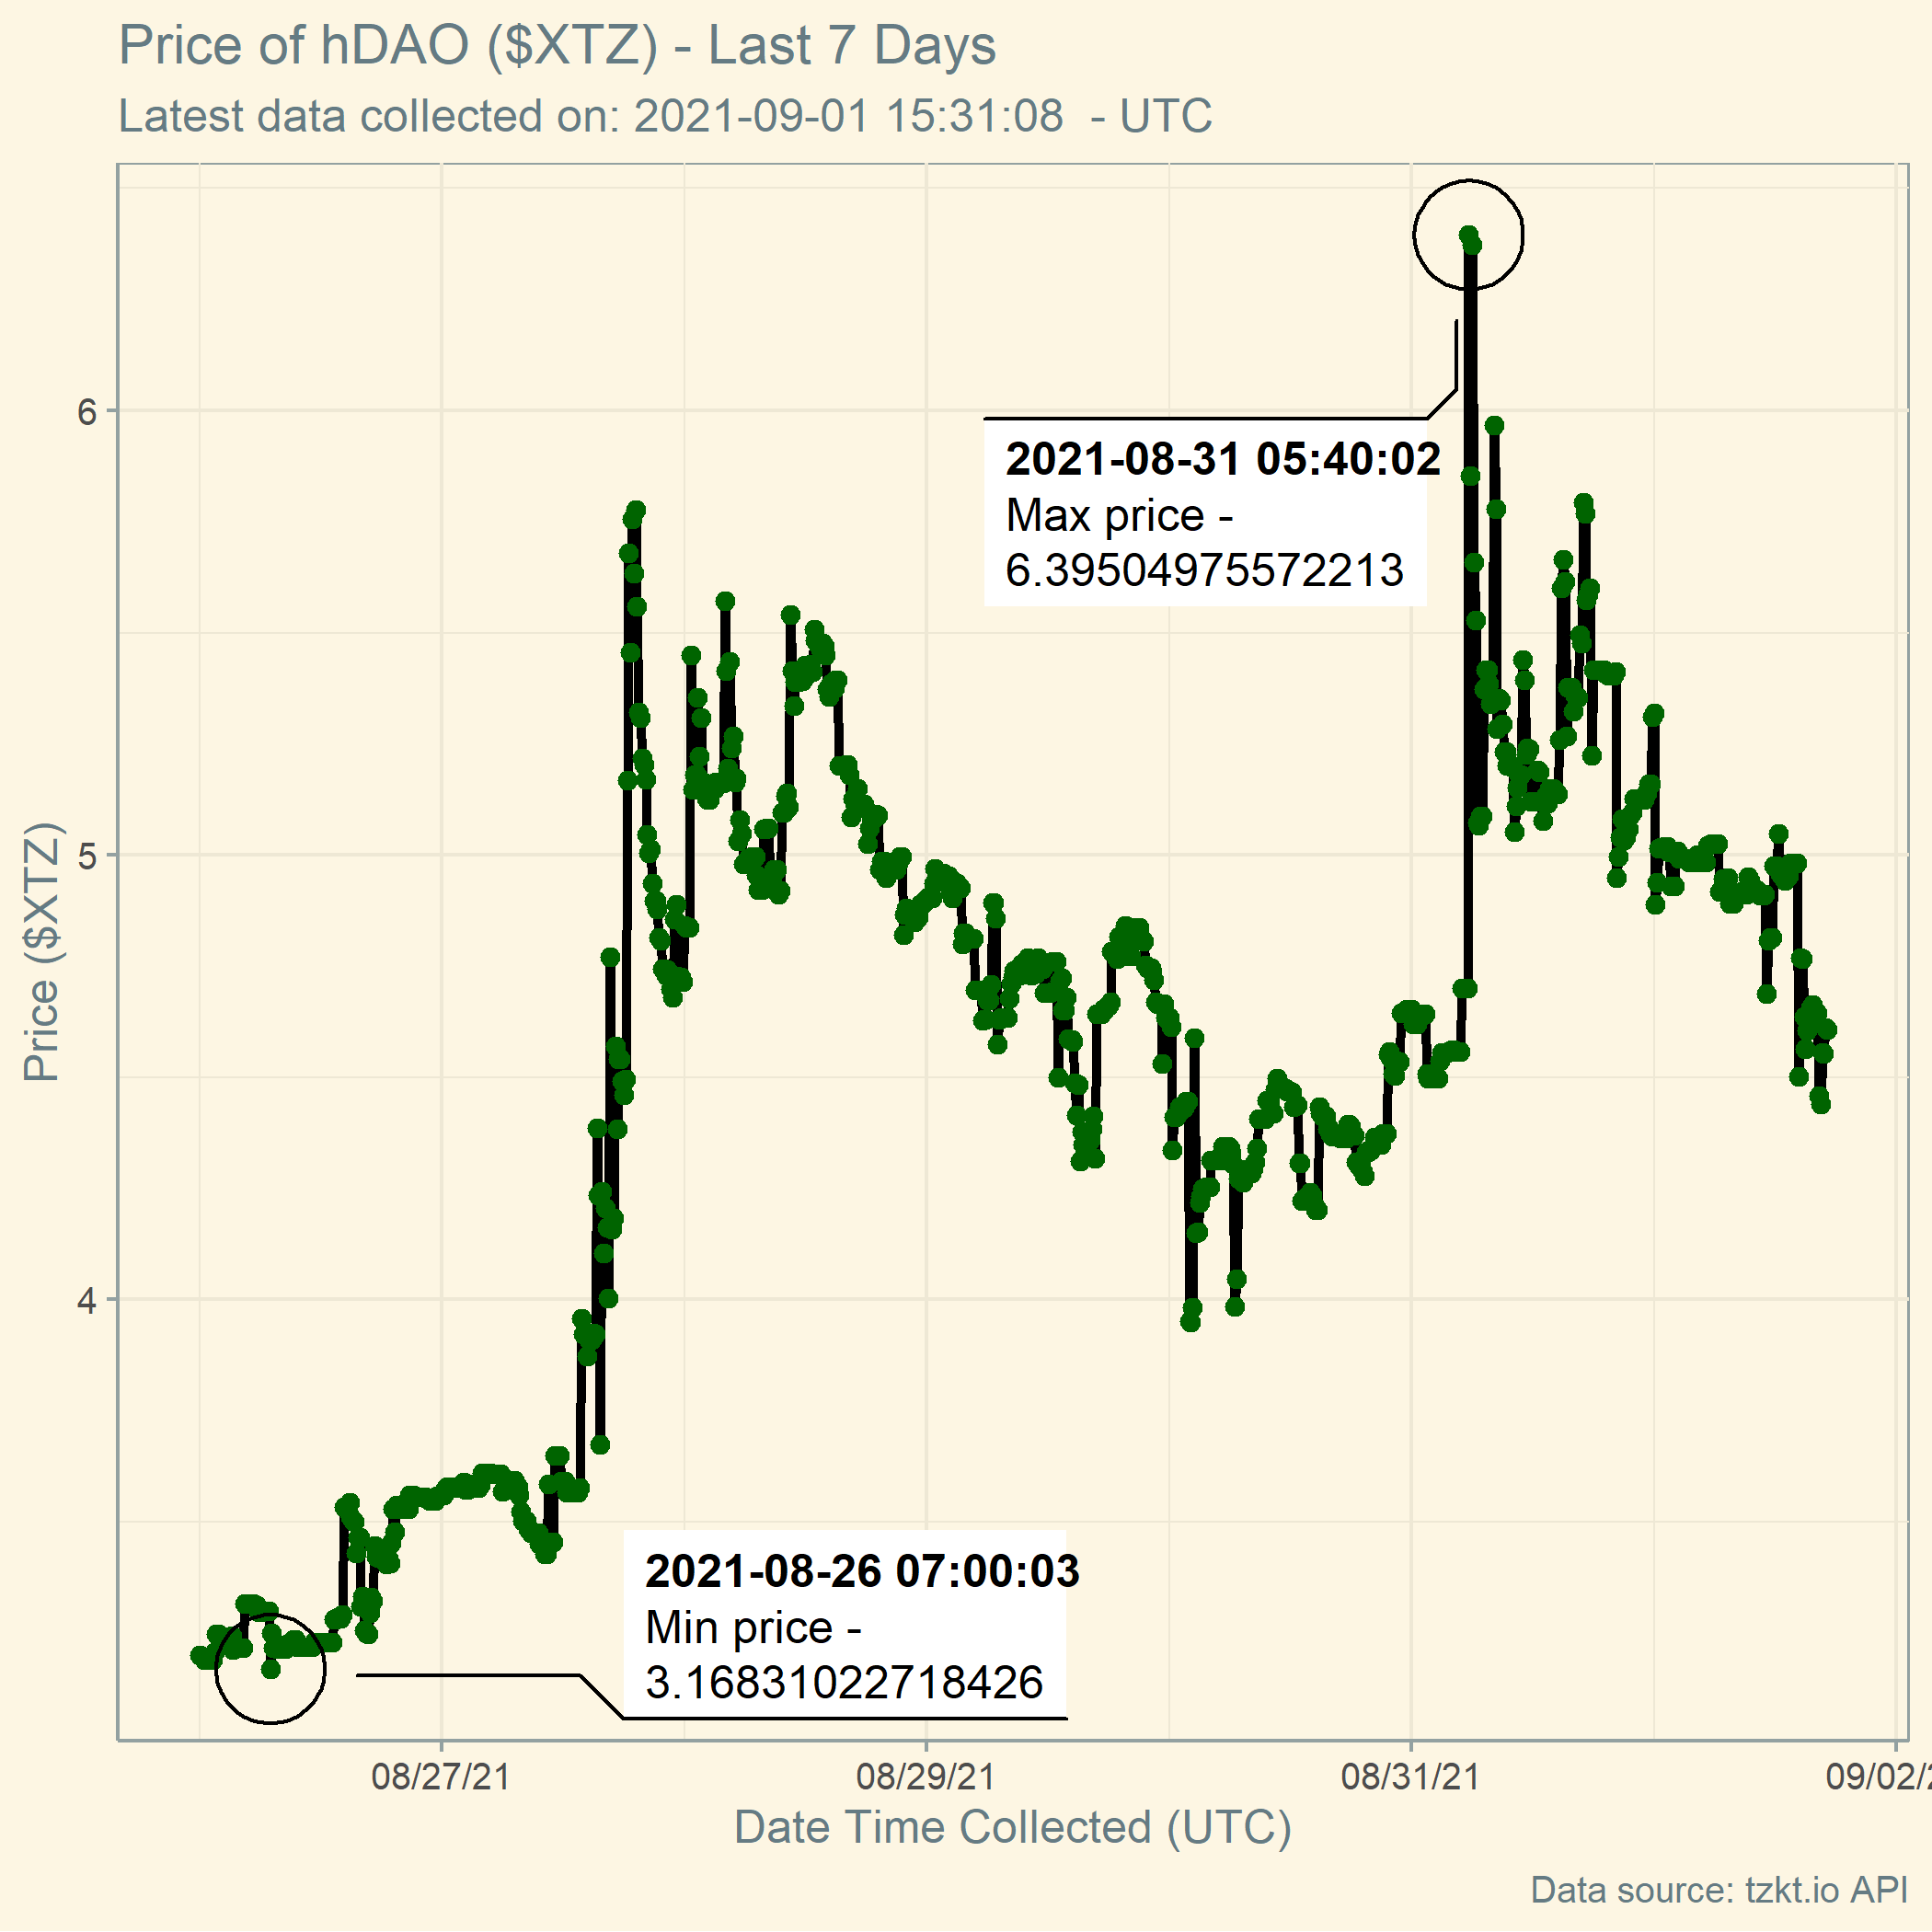 Price of hDAO ($XTZ) - Last 7 Days
Latest data collected on: 2021-09-01 15:31:08  - UTC
6
2021-08-31 05:40:02
Max price -
6.39504975572213
5
Price ($XTZ)
4
2021-08-26 07:00:03
Min price -
3.16831022718426
08/27/21
08/29/21
08/31/21
09/02/2
Date Time Collected (UTC)
Data source: tzkt.io API